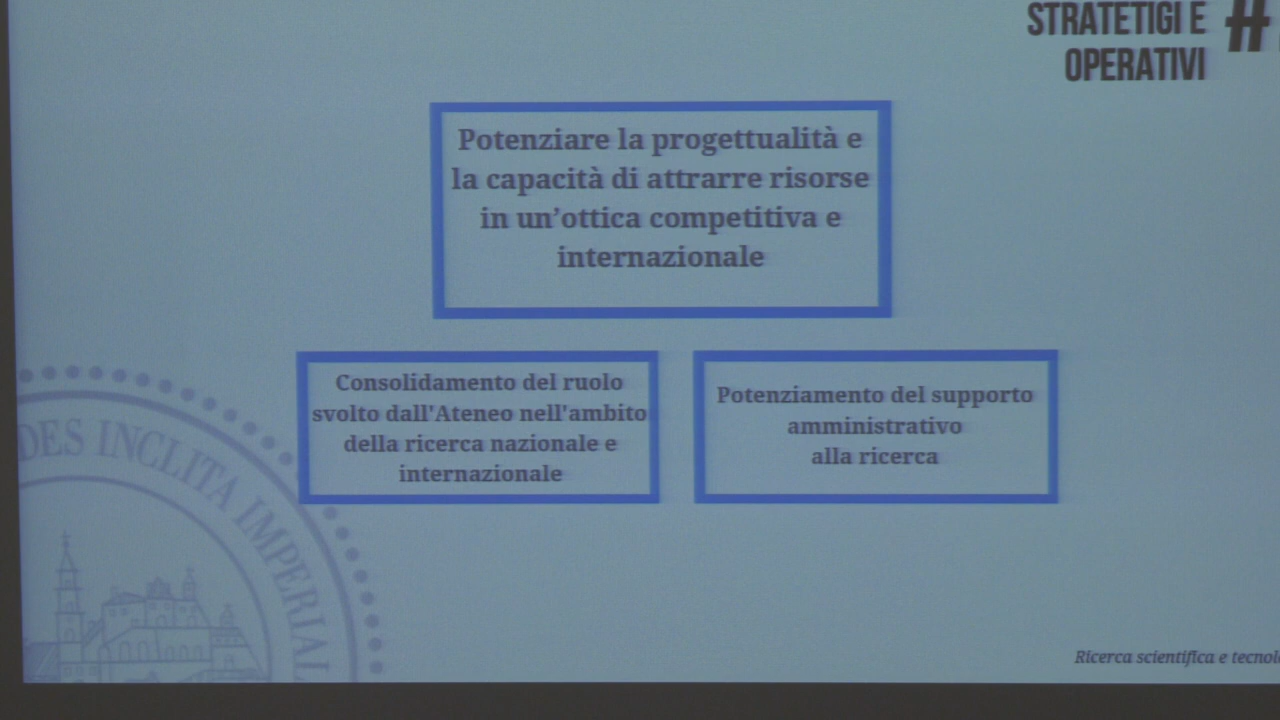 STRATETIGI E
OPERATIVI
#
Potenziare la progettualità e
la capacità di attrarre risorse
in un’ottica competitiva e
internazionale
Consolidamento del ruolo
svolto dall'Ateneo nell'ambito
della ricerca nazionale e
internazionale
Potenziamento del supporto
amministrativo
alla ricerca
DES INCLITA IMPERIAL
Ricerca scientifica e tecnol